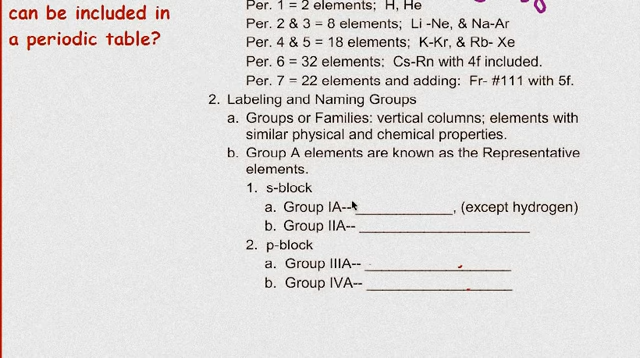 can be included in
a periodic table?
Per. 1 = 2 elements; H, He
Per. 2 & 3 = 8 elements; Li -Ne, & Na-Ar
Per. 4 & 5 = 18 elements; K-Kr, & Rb- Xe
Per. 6 = 32 elements; Cs-Rn with 4f included.
Per. 7 = 22 elements and adding: Fr- #111 with 5f.
2. Labeling and Naming Groups
a. Groups or Families: vertical columns; elements with
similar physical and chemical properties.
b. Group A elements are known as the Representative
elements.
1. s-block
a. Group IA--____________, (except hydrogen)
b. Group IIA-- _____________________
2. p-block
a. Group IIIA-- __________________
b. Group IVA-- __________________